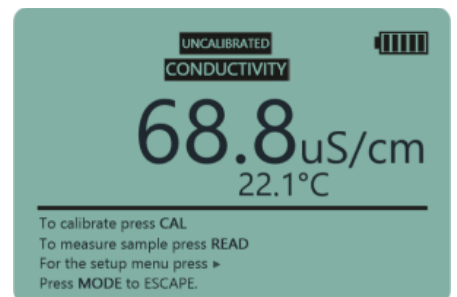 UNCALIBRATED
CONDUCTIVITY
68.8uS/cm
22.1°C
To calibrate press CAL
To measure sample press READ
For the setup menu press ►
Press MODE to ESCAPE.